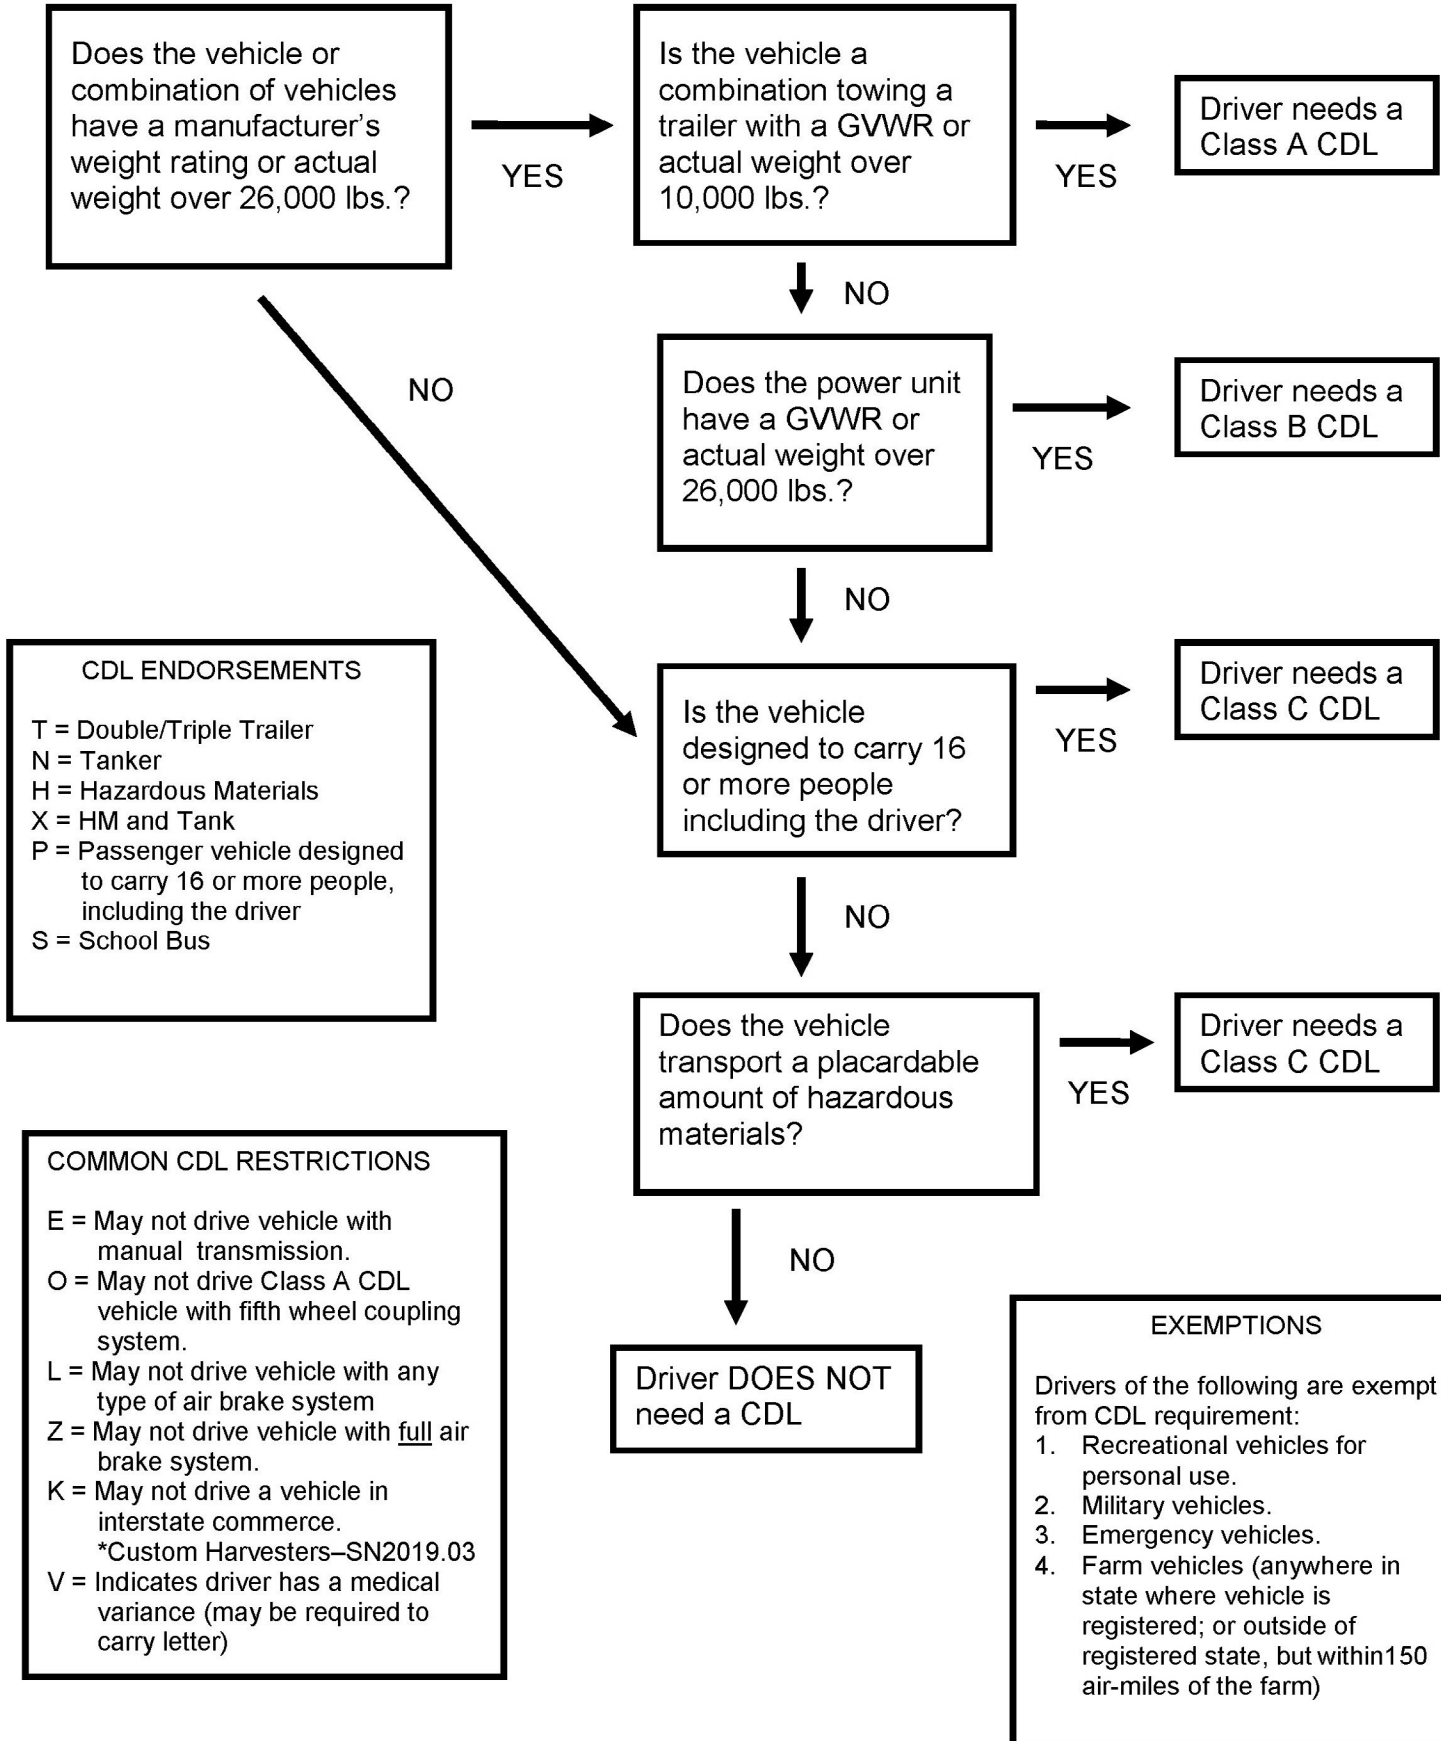 Does the vehicle or
combination of vehicles
have a manufacturer's
weight rating or actual
weight over 26,000 lbs.?
YES
Is the vehicle a
combination towing a
trailer with a GVWR or
actual weight over
10,000 lbs.?
YES
Driver needs a
Class A CDL
NO
NO
Does the power unit
have a GVWR or
actual weight over
26,000 lbs.?
YES
Driver needs a
Class B CDL
NO
Is the vehicle
designed to carry 16
or more people
including the driver?
YES
Driver needs a
Class C CDL
NO
Does the vehicle
transport a placardable
amount of hazardous
materials?
YES
Driver needs a
Class C CDL
NO
Driver DOES NOT
need a CDL
CDL ENDORSEMENTS
T = Double/Triple Trailer
N = Tanker
H = Hazardous Materials
X = HM and Tank
P = Passenger vehicle designed
to carry 16 or more people,
including the driver
S = School Bus
COMMON CDL RESTRICTIONS
E = May not drive vehicle with
manual  transmission.
O = May not drive Class A CDL
vehicle with fifth wheel coupling
system.
L = May not drive vehicle with any
type of air brake system
Z = May not drive vehicle with full air
brake system.
K = May not drive a vehicle in
interstate commerce.
*Custom Harvesters–SN2019.03
V = Indicates driver has a medical
variance (may be required to
carry letter)
EXEMPTIONS
Drivers of the following are exempt
from CDL requirement:
1. Recreational vehicles for
personal use.
2. Military vehicles.
3. Emergency vehicles.
4. Farm vehicles (anywhere in
state where vehicle is
registered; or outside of
registered state, but within150
air-miles of the farm)